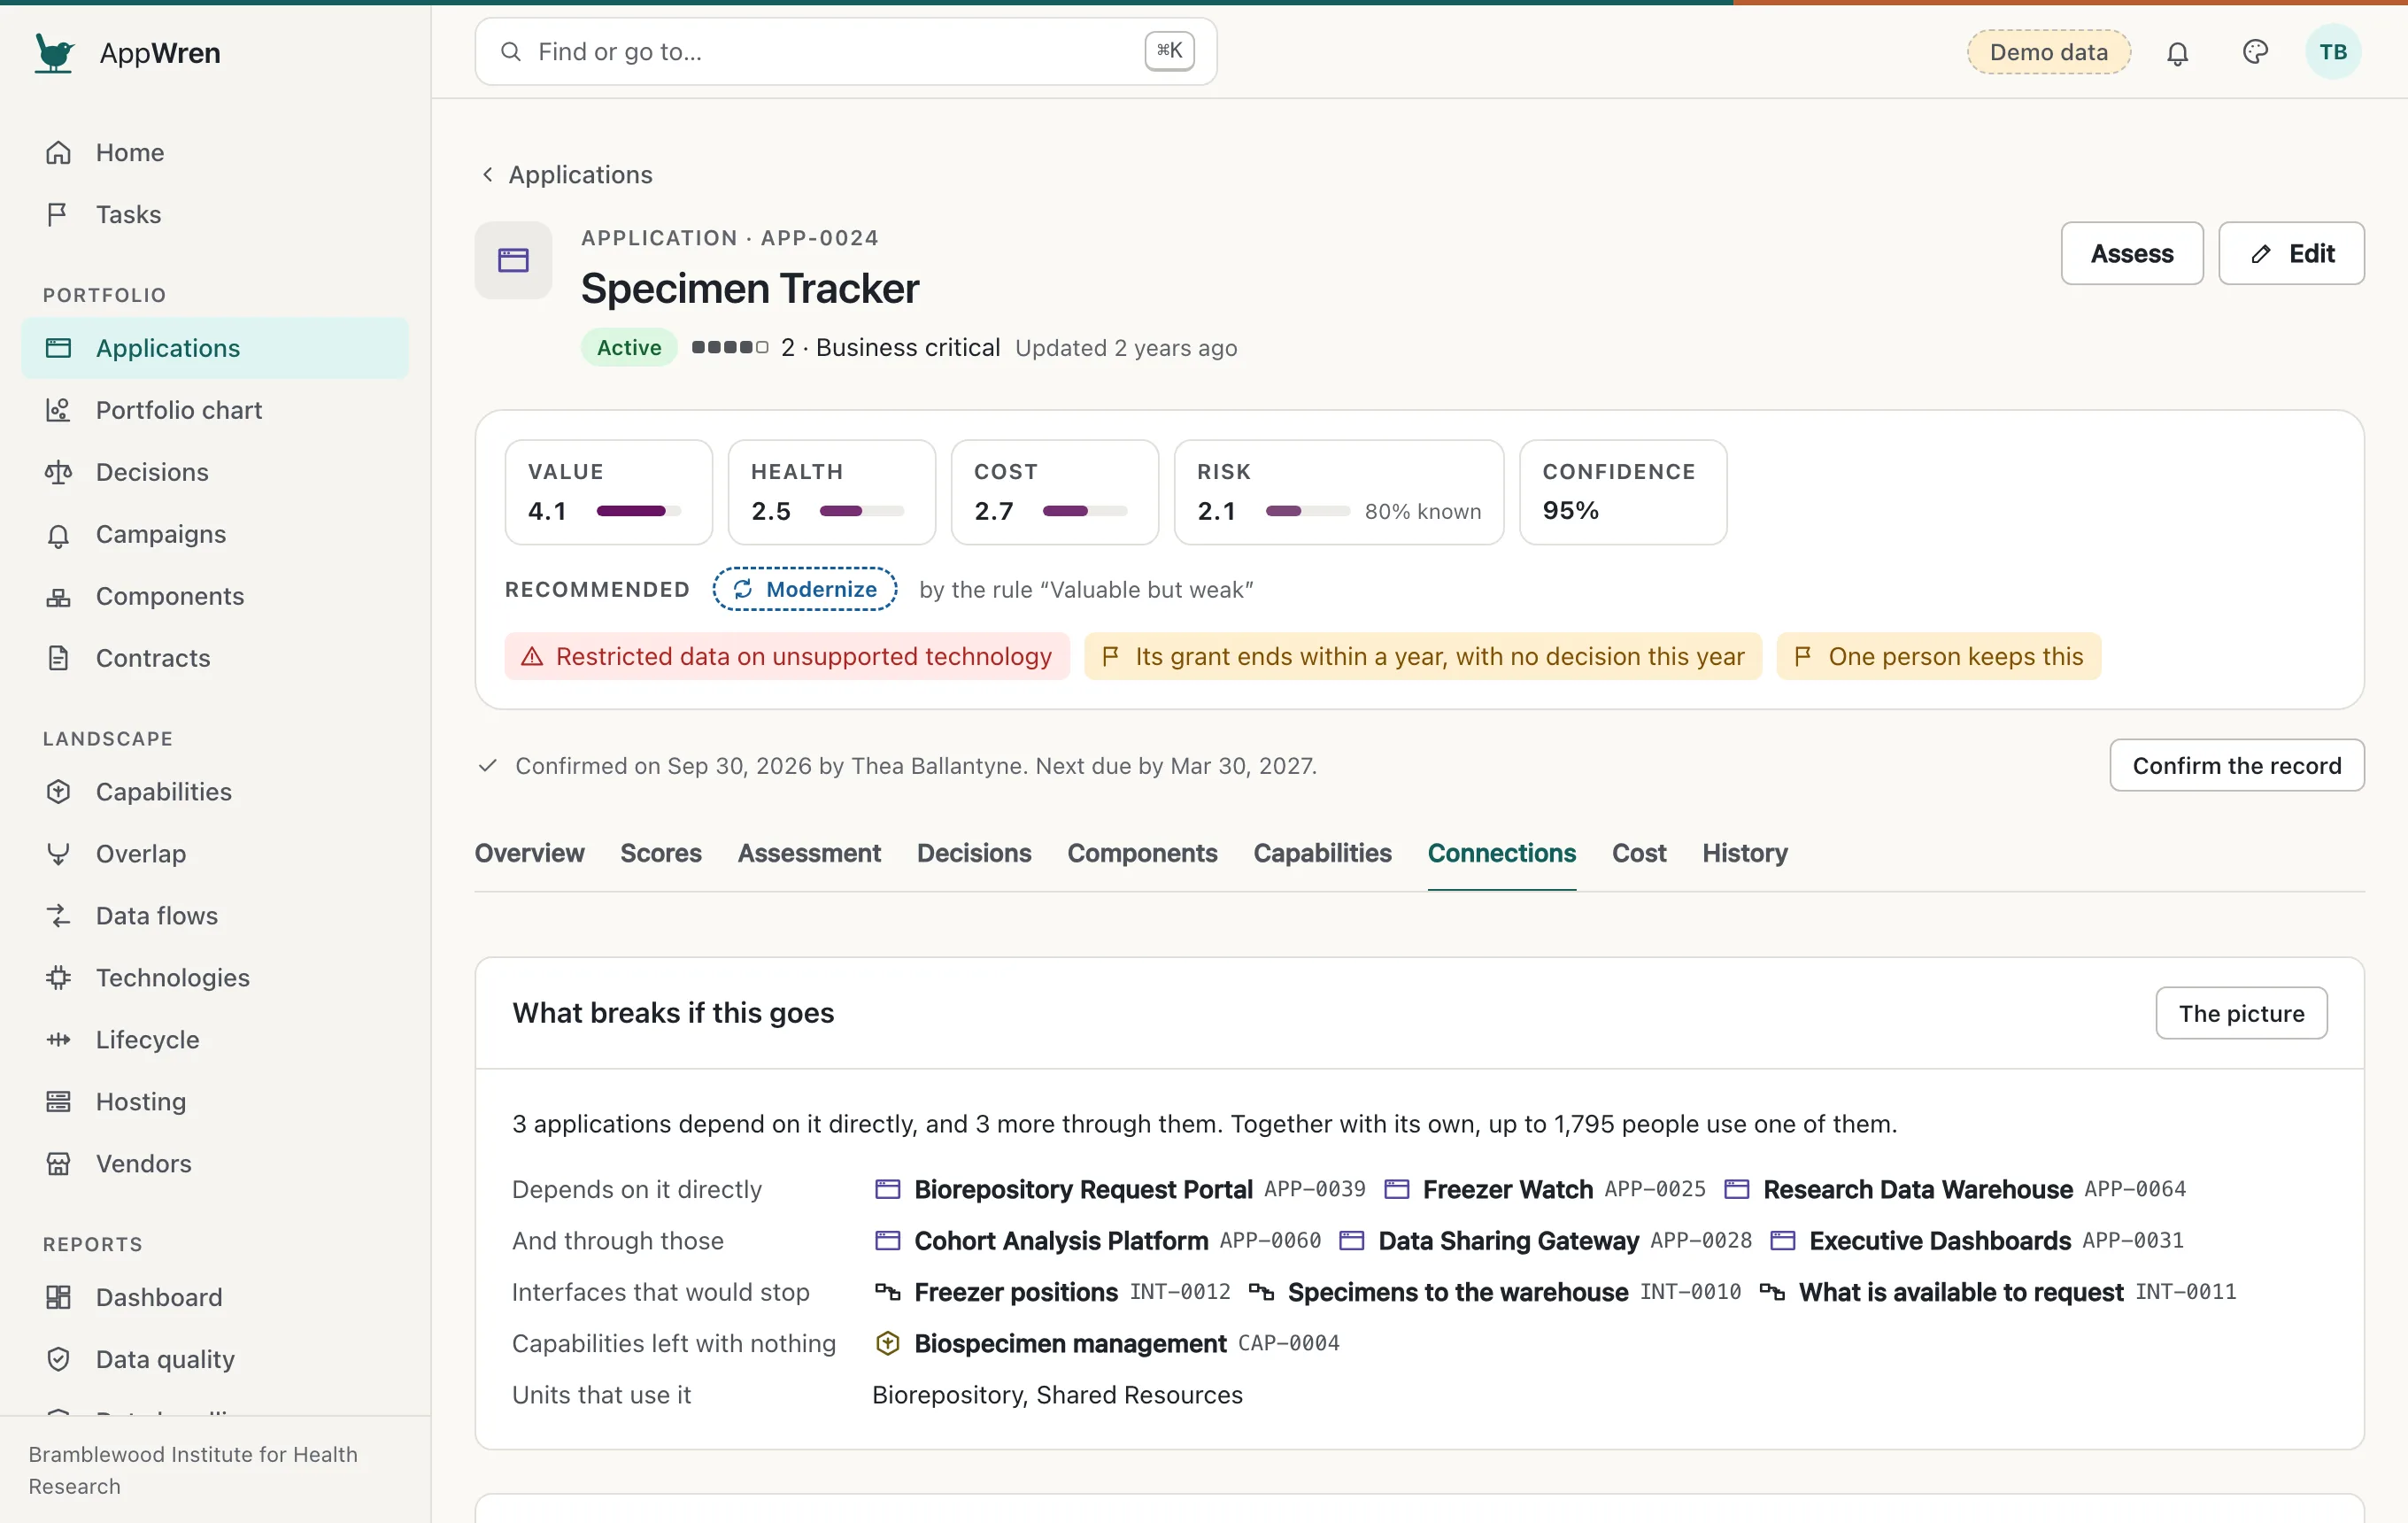 AppWren
Find or go to...
⌘K
Demo data
TB
Home
Tasks
PORTFOLIO
Applications
Portfolio chart
Decisions
Campaigns
Components
Contracts
LANDSCAPE
Capabilities
Overlap
Data flows
Technologies
Lifecycle
Hosting
Vendors
REPORTS
Dashboard
Data quality
Bramblewood Institute for Health
Research
Applications
APPLICATION · APP-0024
Specimen Tracker
Assess
Edit
Active 2 · Business critical Updated 2 years ago
VALUE
4.1
HEALTH
2.5
COST
2.7
RISK
2.1 80% known
CONFIDENCE
95%
RECOMMENDED Modernize by the rule “Valuable but weak”
Restricted data on unsupported technology
Its grant ends within a year, with no decision this year
One person keeps this
Confirmed on Sep 30, 2026 by Thea Ballantyne. Next due by Mar 30, 2027.
Confirm the record
Overview Scores Assessment Decisions Components Capabilities Connections Cost History
What breaks if this goes
The picture
3 applications depend on it directly, and 3 more through them. Together with its own, up to 1,795 people use one of them.
Depends on it directly Biorepository Request Portal APP-0039 Freezer Watch APP-0025 Research Data Warehouse APP-0064
And through those Cohort Analysis Platform APP-0060 Data Sharing Gateway APP-0028 Executive Dashboards APP-0031
Interfaces that would stop Freezer positions INT-0012 Specimens to the warehouse INT-0010 What is available to request INT-0011
Capabilities left with nothing Biospecimen management CAP-0004
Units that use it Biorepository, Shared Resources